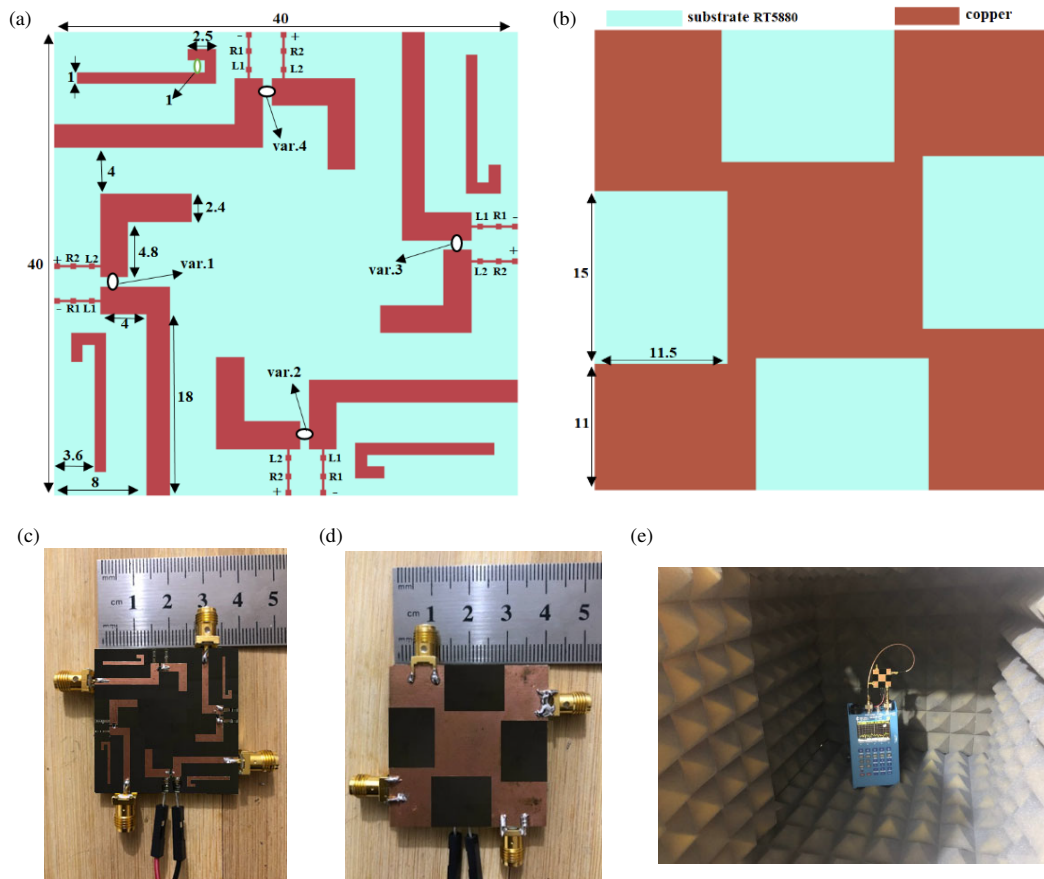 (a)
40
2.5
1
1
- +
R1 R2
L1 L2
var.4
4
2.4
4.8
40
+ R2 L2
var.1
- R1 L1
4
18
3.6
8
L1 R1 -
+
L2 R2
var.3
var.2
L2 L1
R2 R1
+ -
(b)
substrate RT5880
copper
15
11.5
11
(c)
mm
cm 1 2 3 4 5
(d)
mm
cm 1 2 3 4 5
(e)